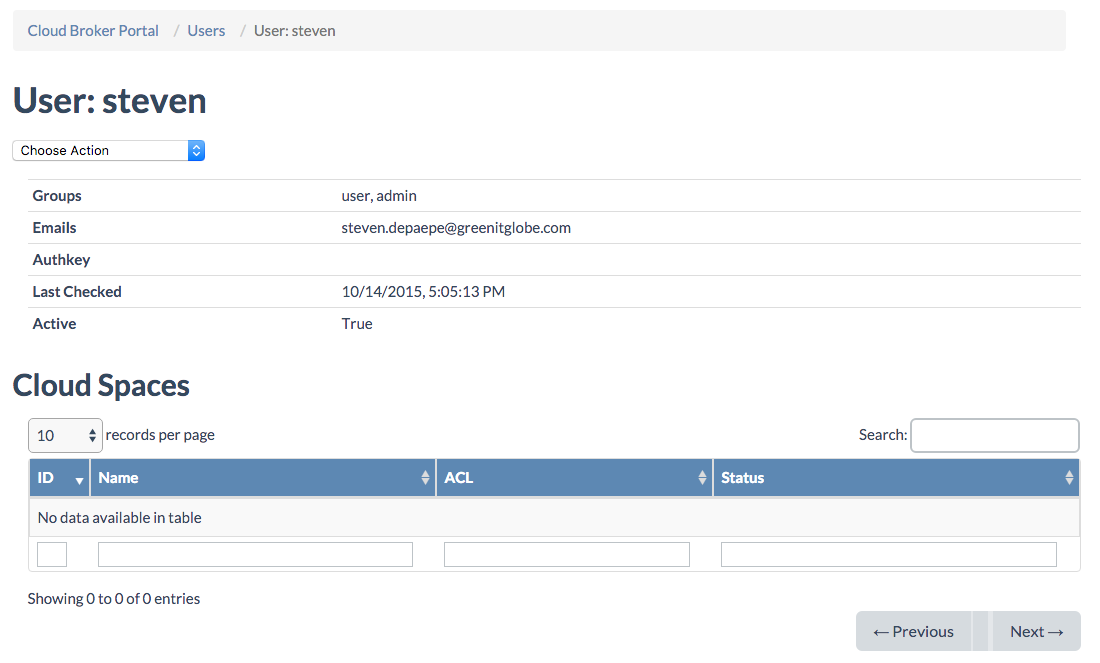 Cloud Broker Portal / Users / User: steven
User: steven
Choose Action
Groups user, admin
Emails steven.depaepe@greenitglobe.com
Authkey
Last Checked 10/14/2015, 5:05:13 PM
Active True
Cloud Spaces
10 records per page Search:
ID Name ACL Status
No data available in table
Showing 0 to 0 of 0 entries
←Previous Next→